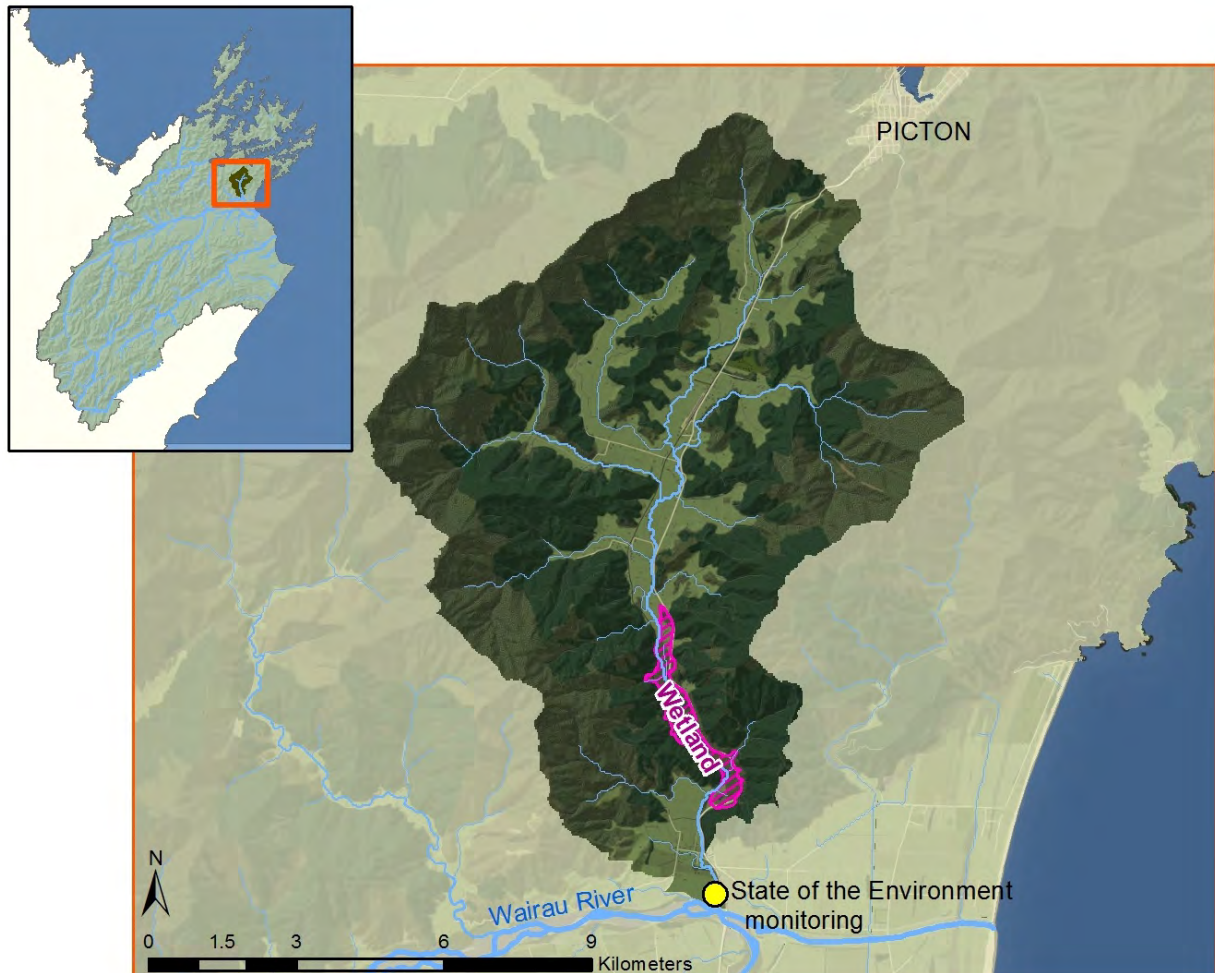 PICTON
Wetland
State of the Environment
monitoring
Wairau River
N
0 1.5 3 6 9
Kilometers